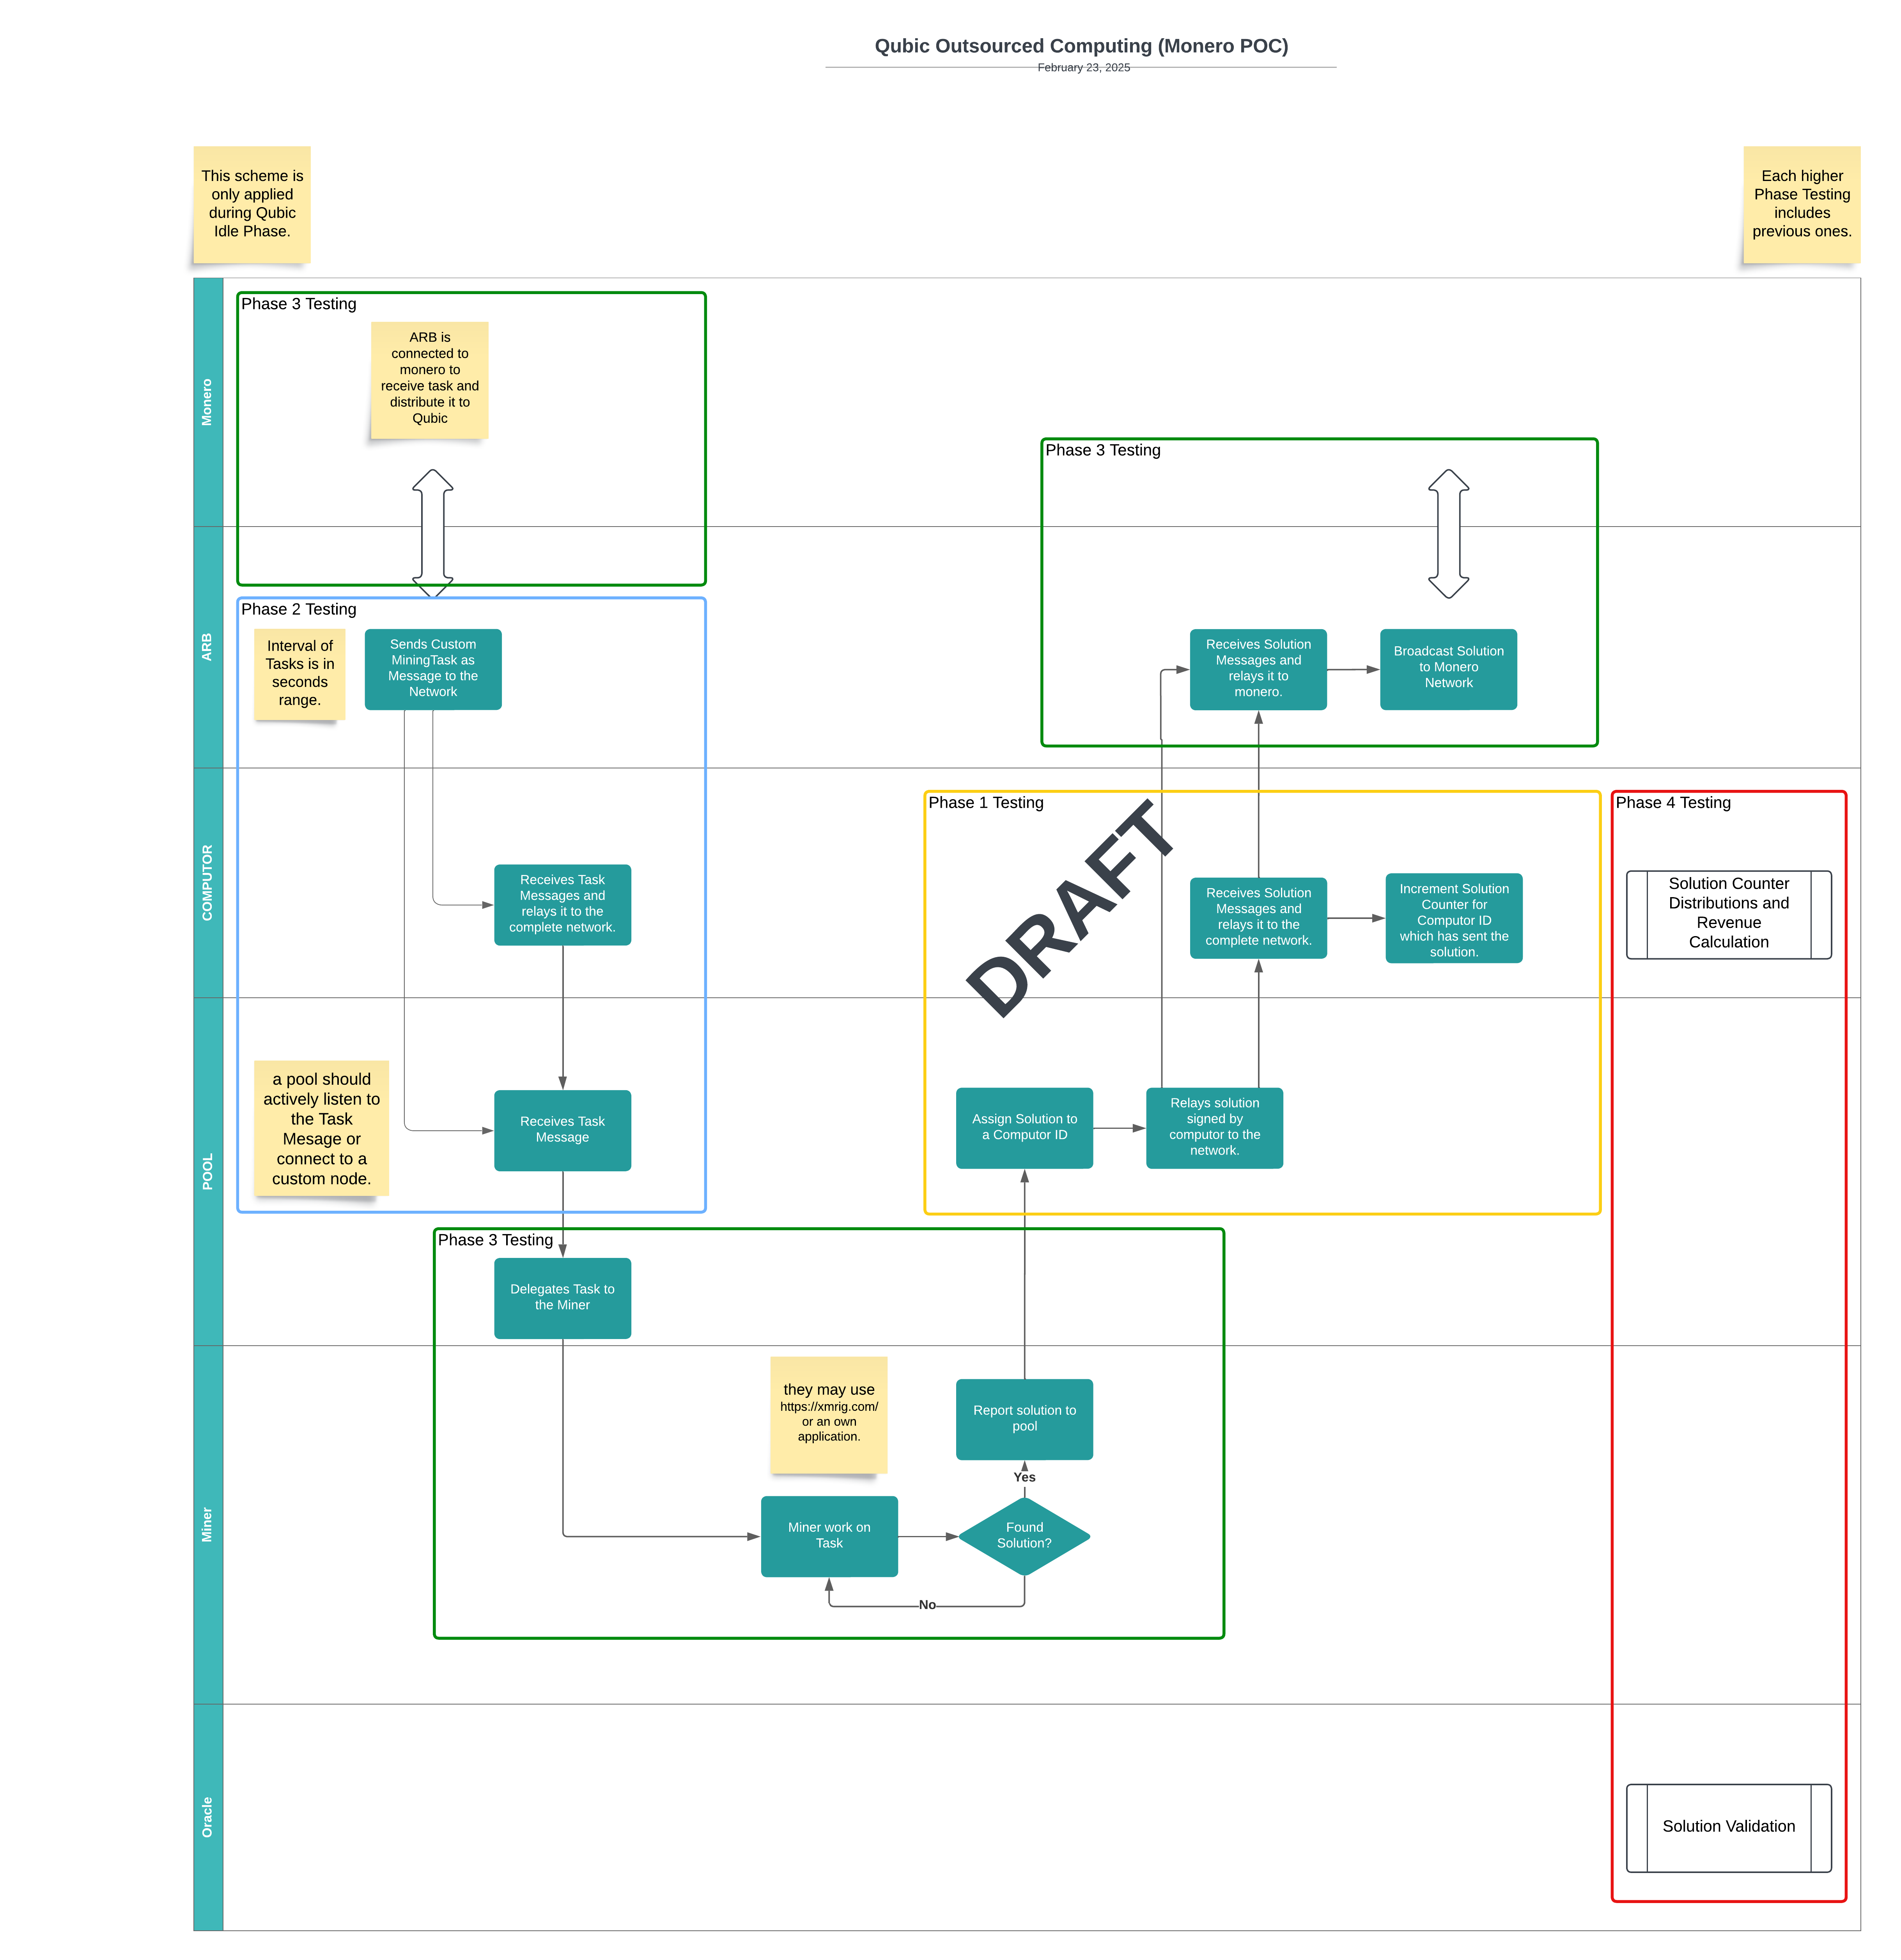 Qubic Outsourced Computing (Monero POC)
February 23, 2025
This scheme is
only applied
during Qubic
Idle Phase.
Each higher
Phase Testing
includes
previous ones.
Monero
Phase 3 Testing
ARB is
connected to
monero to
receive task and
distribute it to
Qubic
Phase 3 Testing
ARB
Phase 2 Testing
Interval of
Tasks is in
seconds
range.
Sends Custom
MiningTask as
Message to the
Network
Receives Solution
Messages and
relays it to
monero.
Broadcast Solution
to Monero
Network
COMPUTOR
Phase 1 Testing
Phase 4 Testing
DRAFT
Receives Task
Messages and
relays it to the
complete network.
Receives Solution
Messages and
relays it to the
complete network.
Increment Solution
Counter for
Computor ID
which has sent the
solution.
Solution Counter
Distributions and
Revenue
Calculation
POOL
a pool should
actively listen to
the Task
Mesage or
connect to a
custom node.
Receives Task
Message
Assign Solution to
a Computor ID
Relays solution
signed by
computor to the
network.
Phase 3 Testing
Delegates Task to
the Miner
Miner
they may use
https://xmrig.com/
or an own
application.
Report solution to
pool
Yes
Miner work on
Task
Found
Solution?
No
Oracle
Solution Validation